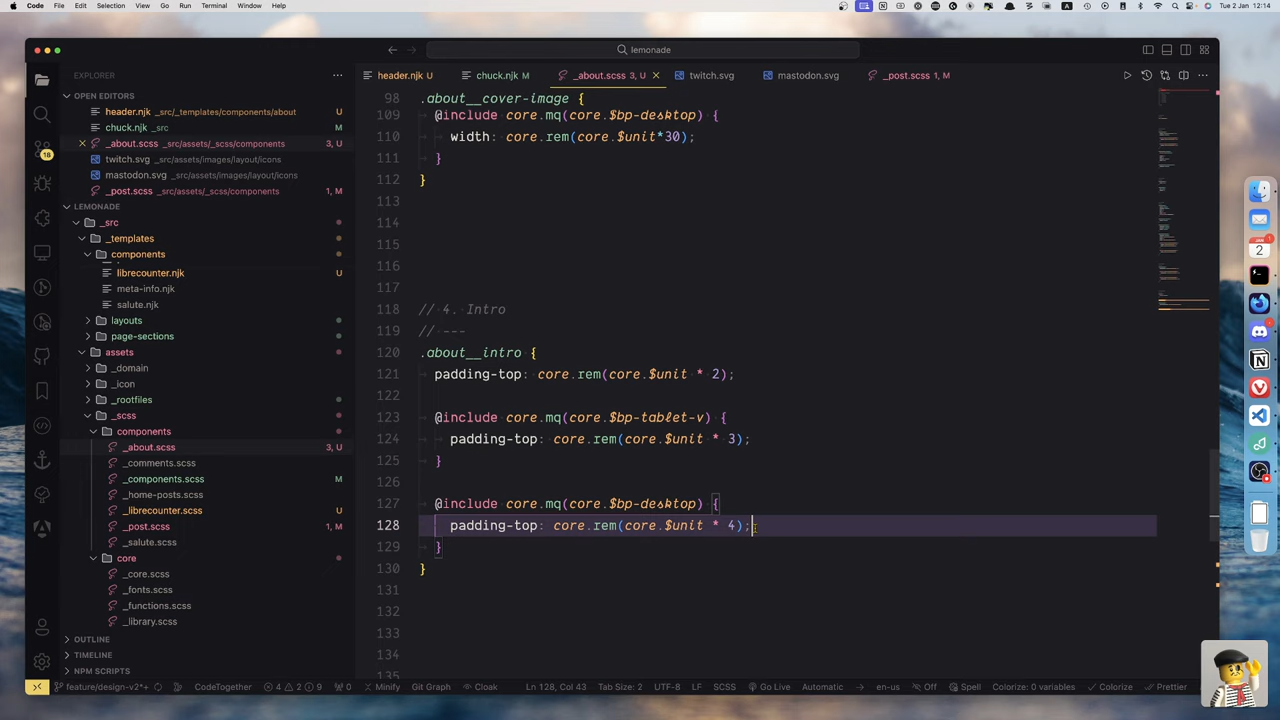 Code File Edit Selection View Go Run Terminal Window Help
A Tue 2 Jan 12:14
lemonade
EXPLORER
header.njk U
chuck.njk M
_about.scss 3, U
twitch.svg
mastodon.svg
_post.scss 1, M
OPEN EDITORS
header.njk _src/_templates/components/about U
chuck.njk _src M
_about.scss _src/assets/_scss/components 3, U
twitch.svg _src/assets/images/layout/icons
mastodon.svg _src/assets/images/layout/icons
_post.scss _src/assets/_scss/components 1, M
LEMONADE
_src
_templates
components
librecounter.njk U
meta-info.njk
salute.njk
layouts
page-sections
assets
_domain
_icon
_rootfiles
_scss
components
_about.scss 3, U
_comments.scss
_components.scss M
_home-posts.scss
_librecounter.scss U
_post.scss 1, M
_salute.scss
core
_core.scss
_fonts.scss
_functions.scss
_library.scss
OUTLINE
TIMELINE
NPM SCRIPTS
18
98 .about__cover-image {
109 @include core.mq(core.$bp-desktop) {
110 width: core.rem(core.$unit*30);
111 }
112 }
113
114
115
116
117
118 // 4. Intro
119 // ---
120 .about__intro {
121 padding-top: core.rem(core.$unit * 2);
122
123 @include core.mq(core.$bp-tablet-v) {
124 padding-top: core.rem(core.$unit * 3);
125 }
126
127 @include core.mq(core.$bp-desktop) {
128 padding-top: core.rem(core.$unit * 4);
129 }
130 }
131
132
133
134
135
JAN
2
feature/design-v2*+ CodeTogether 4 2 9 0 Minify Git Graph Cloak Ln 128, Col 43 Tab Size: 2 UTF-8 LF SCSS Go Live Automatic en-us Off Spell Colorize: 0 variables Colorize Prettier